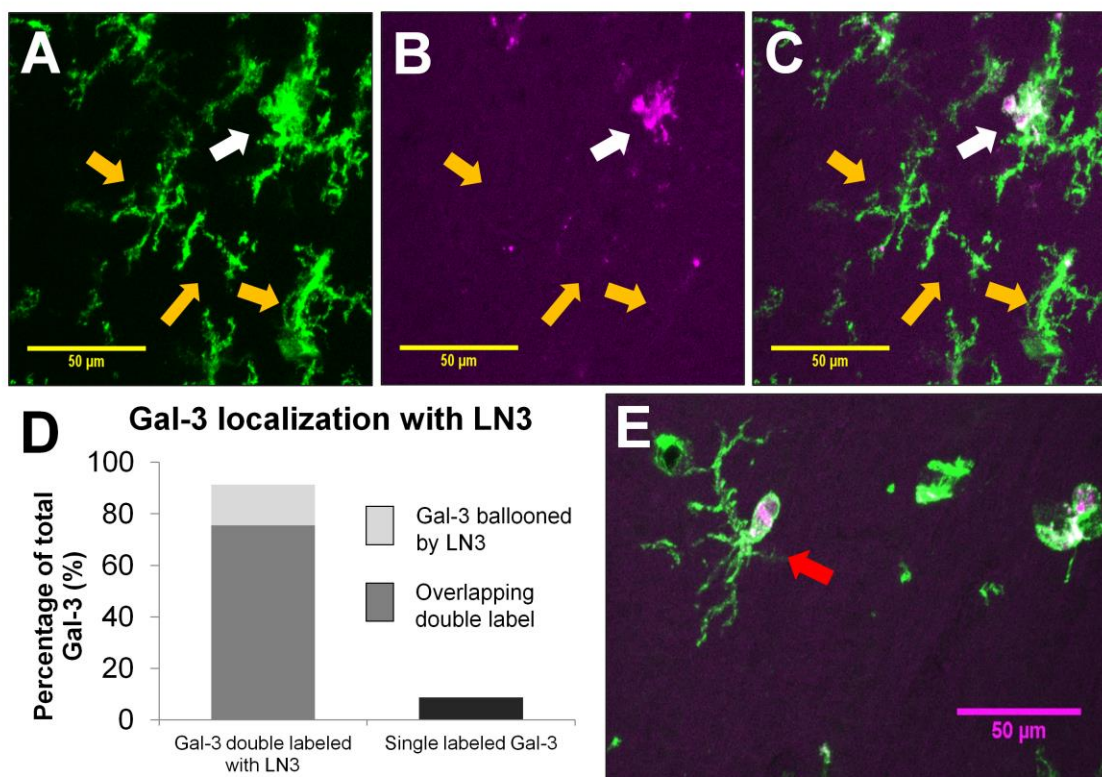 A
B
C
50 µm
50 µm
50 µm
D
Gal-3 localization with LN3
Percentage of total
Gal-3 (%)
100
80
60
40
20
0
Gal-3 ballooned
by LN3
Overlapping
double label
Gal-3 double labeled
with LN3
Single labeled Gal-3
E
50 µm